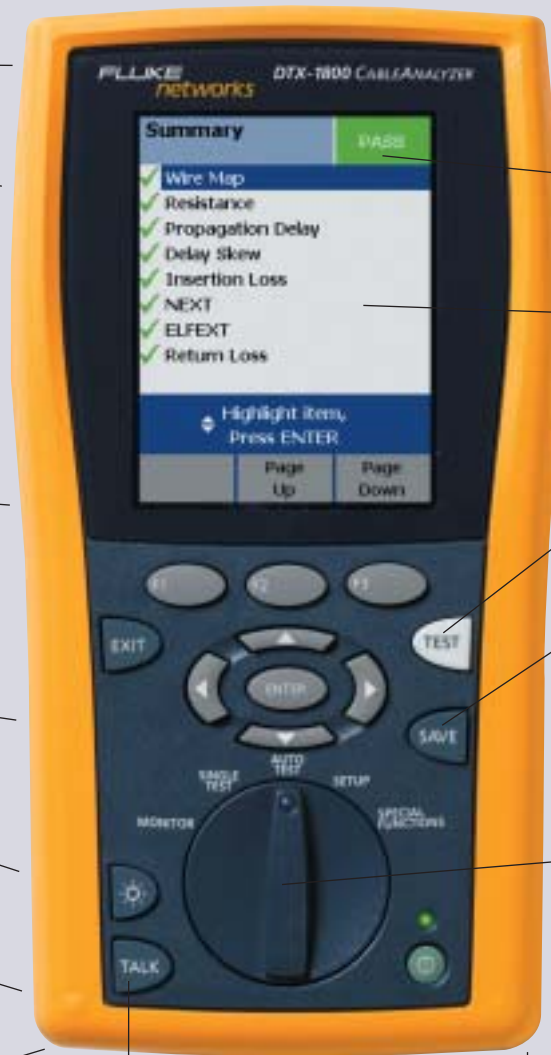 FLUKE networks
DTX-1800 CABLEANALYZER
Summary
PASS
Wire Map
Resistance
Propagation Delay
Delay Skew
Insertion Loss
NEXT
ELFEXT
Return Loss
Highlight item,
Press ENTER
Page Up
Page Down
F1
F2
F3
EXIT
TEST
ENTER
SAVE
MONITOR
SINGLE TEST
AUTO TEST
SETUP
SPECIAL FUNCTIONS
TALK